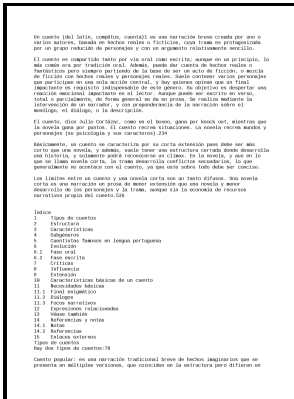 Un cuento (del latín, compŭtus, cuenta)1 es una narración breve creada por uno o
varios autores, basada en hechos reales o ficticios, cuya trama es protagonizada
por un grupo reducido de personajes y con un argumento relativamente sencillo.
El cuento es compartido tanto por vía oral como escrita; aunque en un principio, lo
más común era por tradición oral. Además, puede dar cuenta de hechos reales o
fantásticos pero siempre partiendo de la base de ser un acto de ficción, o mezcla
de ficción con hechos reales y personajes reales. Suele contener varios personajes
que participan en una sola acción central, y hay quienes opinan que un final
impactante es requisito indispensable de este género. Su objetivo es despertar una
reacción emocional impactante en el lector. Aunque puede ser escrito en verso,
total o parcialmente, de forma general se da en prosa. Se realiza mediante la
intervención de un narrador, y con preponderancia de la narración sobre el
monólogo, el diálogo, o la descripción.
El cuento, dice Julio Cortázar, como en el boxeo, gana por knock out, mientras que
la novela gana por puntos. El cuento recrea situaciones. La novela recrea mundos y
personajes (su psicología y sus caracteres).234
Básicamente, un cuento se caracteriza por su corta extensión pues debe ser más
corto que una novela, y además, suele tener una estructura cerrada donde desarrolla
una historia, y solamente podrá reconocerse un clímax. En la novela, y aun en lo
que se llama novela corta, la trama desarrolla conflictos secundarios, lo que
generalmente no acontece con el cuento, ya que este sobre todo debe ser conciso.
Los límites entre un cuento y una novela corta son un tanto difusos. Una novela
corta es una narración en prosa de menor extensión que una novela y menor
desarrollo de los personajes y la trama, aunque sin la economía de recursos
narrativos propia del cuento.536
Índice
1 Tipos de cuentos
2 Estructura
3 Características
4 Subgéneros
5 Cuentistas famosos en lengua portuguesa
6 Evolución
6.1 Fase oral
6.2 Fase escrita
7 Críticas
8 Influencia
9 Extensión
10 Características básicas de un cuento
11 Necesidades básicas
11.1 Final enigmático
11.2 Diálogos
11.3 Focos narrativos
12 Expresiones relacionadas
13 Véase también
14 Referencias y notas
14.1 Notas
14.2 Referencias
15 Enlaces externos
Tipos de cuentos
Hay dos tipos de cuentos:78
Cuento popular: es una narración tradicional breve de hechos imaginarios que se
presenta en múltiples versiones, que coinciden en la estructura pero difieren en